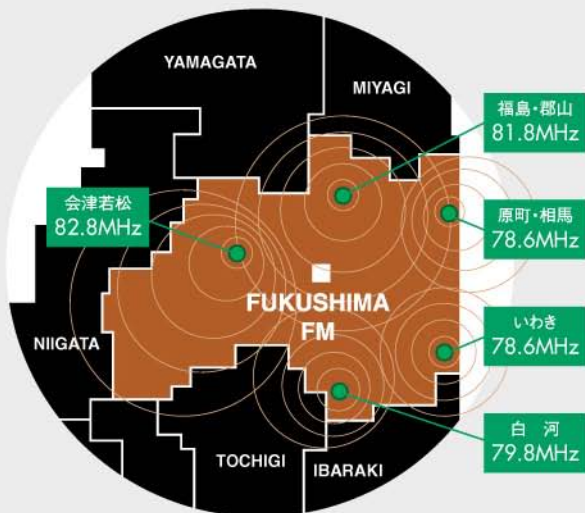 YAMAGATA
MIYAGI
福島・郡山
81.8MHz
会津若松
82.8MHz
原町・相馬
78.6MHz
FUKUSHIMA
FM
NIIGATA
いわき
78.6MHz
白 河
79.8MHz
TOCHIGI
IBARAKI